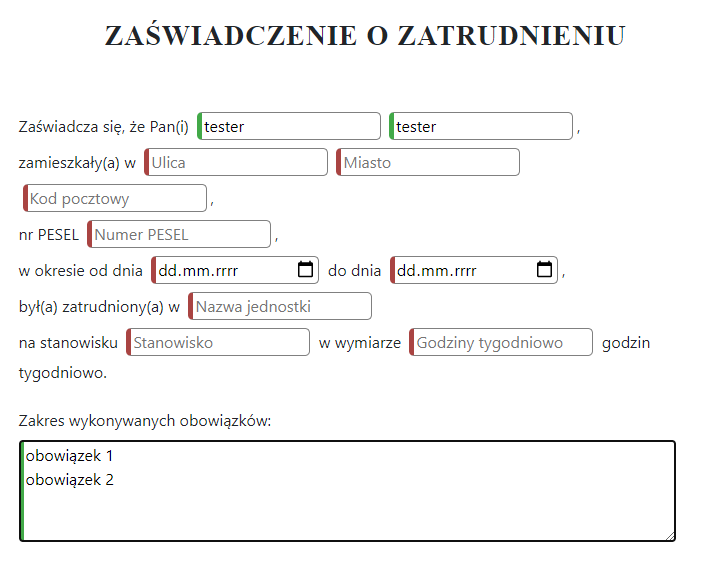 ZAŚWIADCZENIE O ZATRUDNIENIU
Zaświadcza się, że Pan(i) tester tester ,
zamieszkały(a) w Ulica Miasto
Kod pocztowy ,
nr PESEL Numer PESEL ,
w okresie od dnia dd.mm.rrrr do dnia dd.mm.rrrr ,
był(a) zatrudniony(a) w Nazwa jednostki
na stanowisku Stanowisko w wymiarze Godziny tygodniowo godzin
tygodniowo.
Zakres wykonywanych obowiązków:
obowiązek 1
obowiązek 2